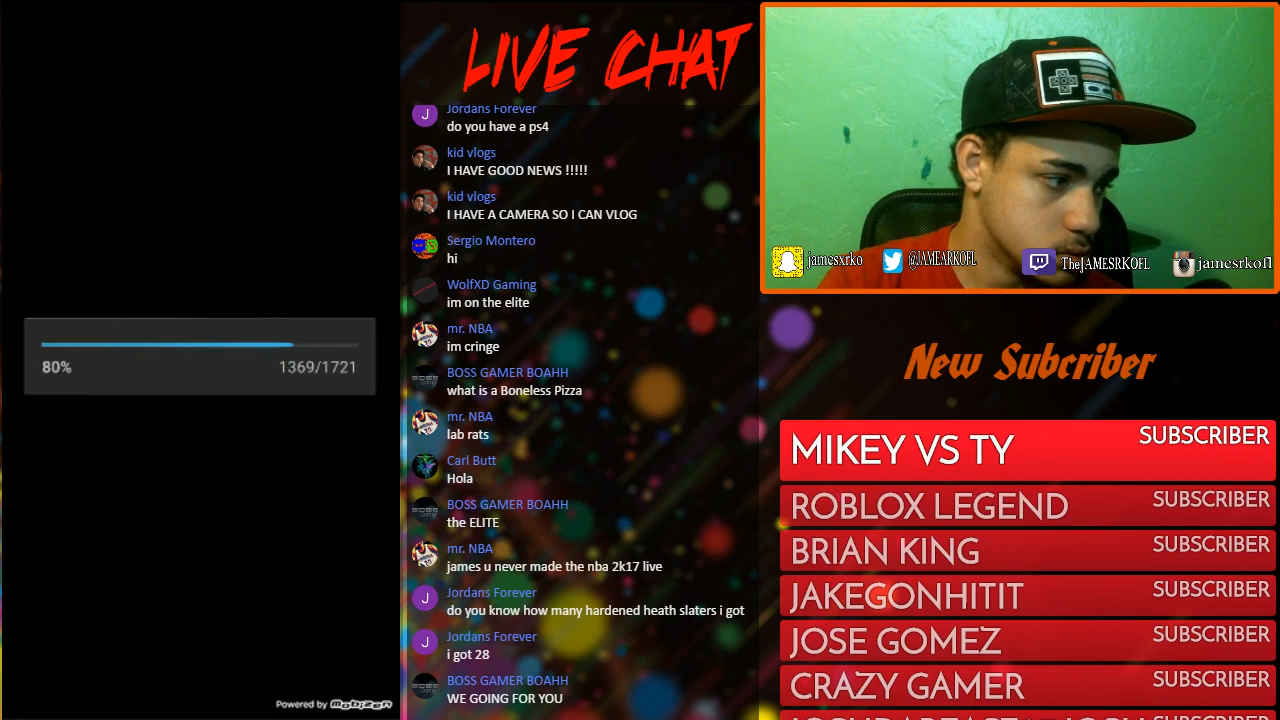 80%
1369/1721
Powered by mobizen
LIVE CHAT
J
Jordans Forever
do you have a ps4
kid vlogs
I HAVE GOOD NEWS !!!!!
kid vlogs
I HAVE A CAMERA SO I CAN VLOG
Sergio Montero
hi
WolfXD Gaming
im on the elite
mr. NBA
im cringe
BOSS GAMER BOAHH
what is a Boneless Pizza
mr. NBA
lab rats
Carl Butt
Hola
BOSS GAMER BOAHH
the ELITE
mr. NBA
james u never made the nba 2k17 live
J
Jordans Forever
do you know how many hardened heath slaters i got
J
Jordans Forever
i got 28
BOSS GAMER BOAHH
WE GOING FOR YOU
jamesxrko
@JAMEARKOFL
TheJAMESRKOFL
jamesrkofl
New Subcriber
MIKEY VS TY SUBSCRIBER
ROBLOX LEGEND SUBSCRIBER
BRIAN KING SUBSCRIBER
JAKEGONHITIT SUBSCRIBER
JOSE GOMEZ SUBSCRIBER
CRAZY GAMER SUBSCRIBER
SUBSCRIBER